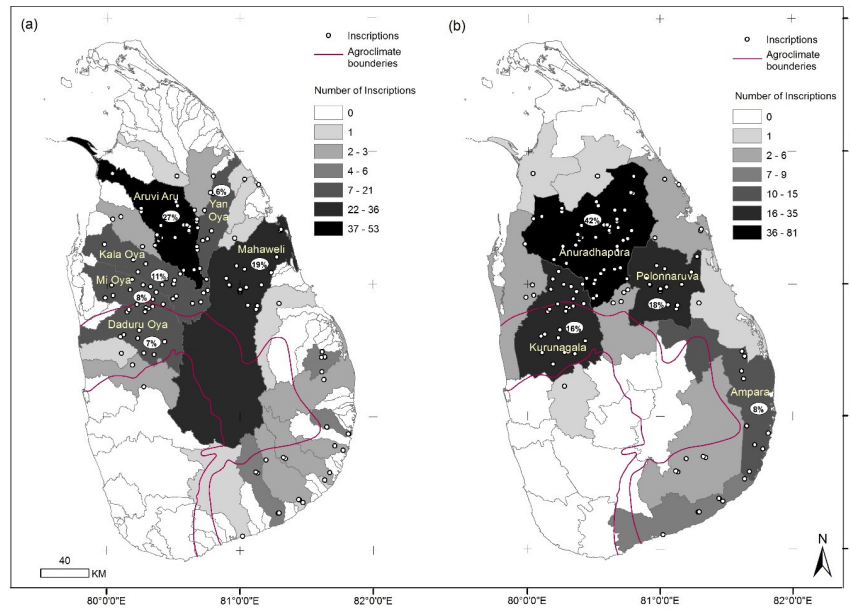 (a)
Inscriptions
Agroclimate
bounderies
Number of Inscriptions
0
1
2 - 3
4 - 6
7 - 21
22 - 36
37 - 53
Aruvi Aru
27%
6%
Yan
Oya
Mahaweli
19%
Kala Oya
11%
Mi Oya
8%
Daduru Oya
7%
40
KM
80°0'0"E
81°0'0"E
82°0'0"E
(b)
Inscriptions
Agroclimate
bounderies
Number of Inscriptions
0
1
2 - 6
7 - 9
10 - 15
16 - 35
36 - 81
42%
Anuradhapura
Polonnaruva
18%
16%
Kurunagala
Ampara
8%
N
80°0'0"E
81°0'0"E
82°0'0"E